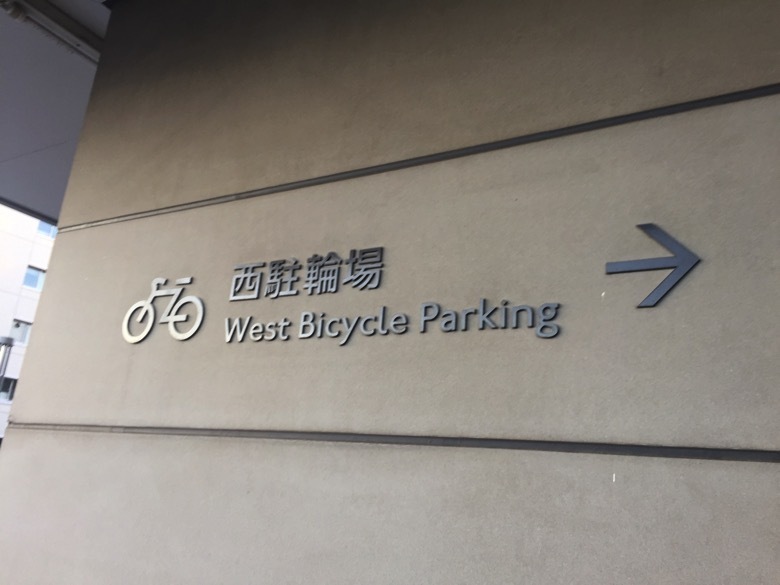 西駐輪場
West Bicycle Parking